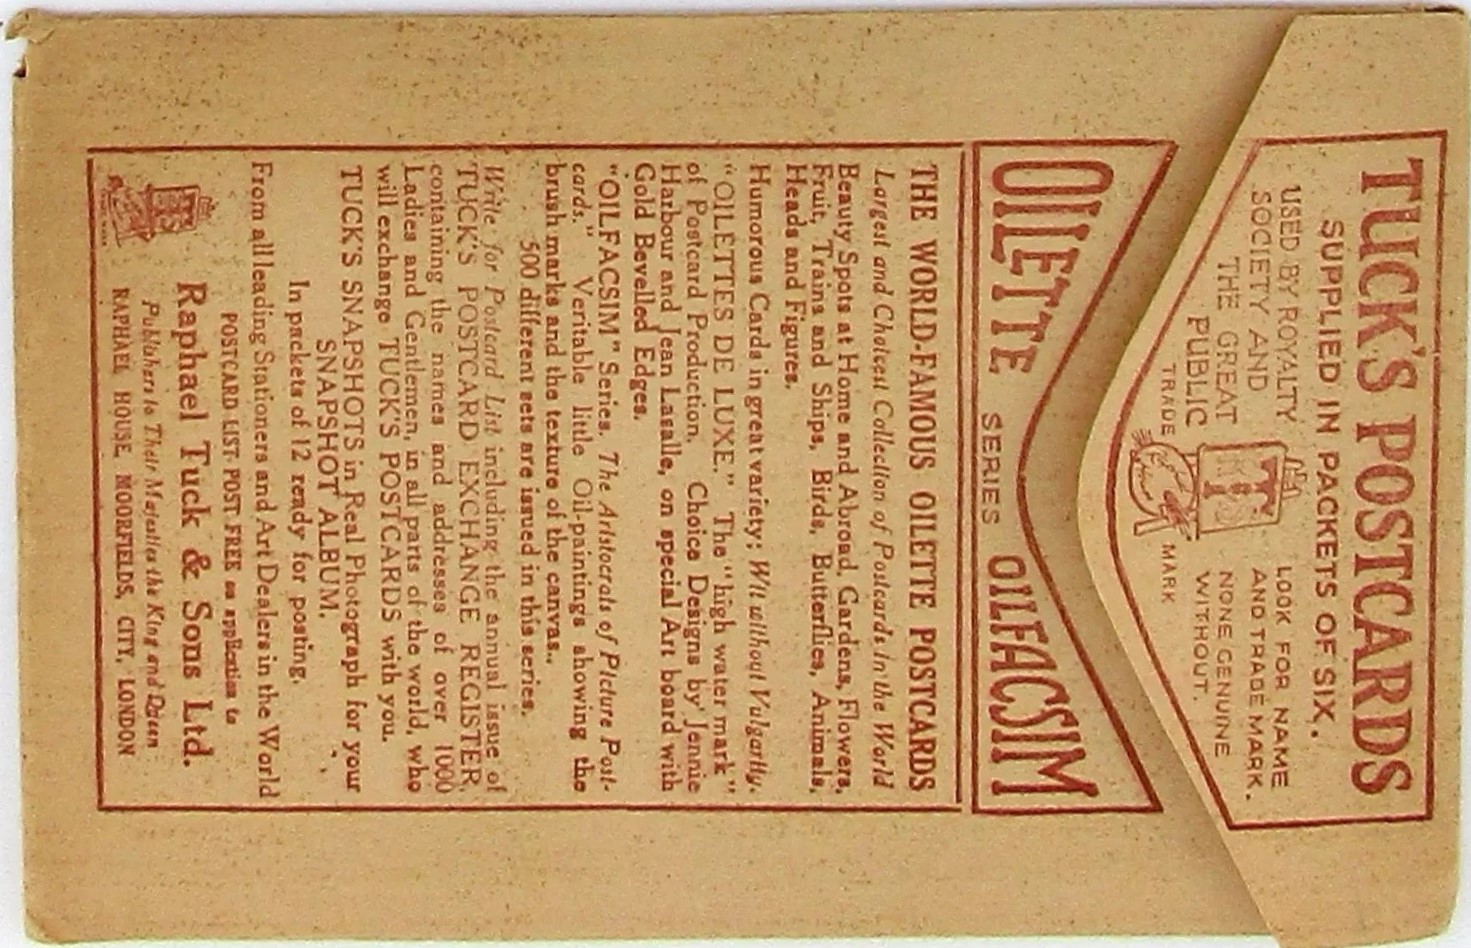 TUCK'S POSTCARDS
SUPPLIED IN PACKETS OF SIX.
USED BY ROYALTY
SOCIETY AND
THE GREAT
PUBLIC
LOOK FOR NAME
AND TRADE MARK.
NONE GENUINE
WITHOUT.
TRADE MARK
OILETTE SERIES OILFACSIM
THE WORLD-FAMOUS OILETTE POSTCARDS
Largest and Choicest Collection of Postcards in the World
Beauty Spots at Home and Abroad, Gardens, Flowers,
Fruit, Trains and Ships, Birds, Butterflies, Animals,
Heads and Figures.
Humorous Cards in great variety: Wit without Vulgarity.
"OILETTES DE LUXE." The "high water mark"
of Postcard Production. Choice Designs by Jennie
Harbour and Jean Lasalle, on special Art board with
Gold Bevelled Edges.
"OILFACSIM" Series. The Aristocrats of Picture Post-
cards." Veritable little Oil-paintings showing the
brush marks and the texture of the canvas..
500 different sets are issued in this series.
Write for Postcard List including the annual issue of
TUCK'S POSTCARD EXCHANGE REGISTER,
containing the names and addresses of over 1000
Ladies and Gentlemen, in all parts of the world, who
will exchange TUCK'S POSTCARDS with you.
TUCK'S SNAPSHOTS in Real Photograph for your
SNAPSHOT ALBUM.
In packets of 12 ready for posting.
From all leading Stationers and Art Dealers in the World
POSTCARD LIST POST FREE on application to
Raphael Tuck & Sons Ltd.
Publishers to Their Majesties the King and Queen
RAPHAEL HOUSE, MOORFIELDS, CITY, LONDON